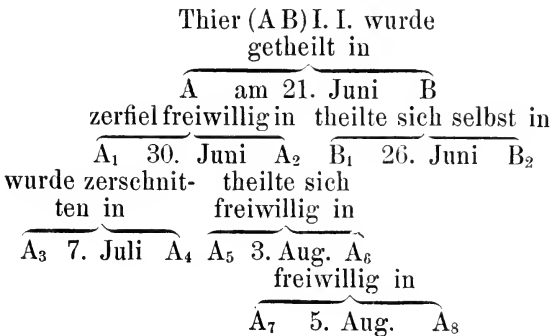 Thier (A B) I. I. wurde
getheilt in
A am 21. Juni B
zerfiel freiwillig in theilte sich selbst in
A₁ 30. Juni A₂ B₁ 26. Juni B₂
wurde zerschnit- theilte sich
ten in freiwillig in
A₃ 7. Juli A₄ A₅ 3. Aug. A₆
freiwillig in
A₇ 5. Aug. A₈